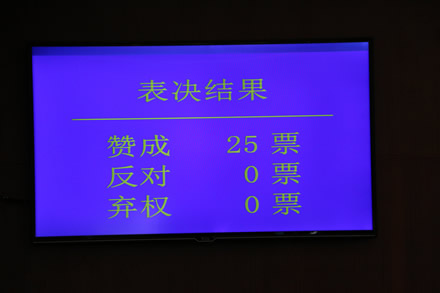 表决结果
赞成 25 票
反对 0 票
弃权 0 票